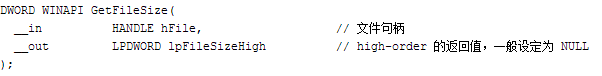 DWORD WINAPI GetFileSize(
__in HANDLE hFile, // 文件句柄
__out LPDWORD lpFileSizeHigh // high-order 的返回值，一般设定为 NULL
);